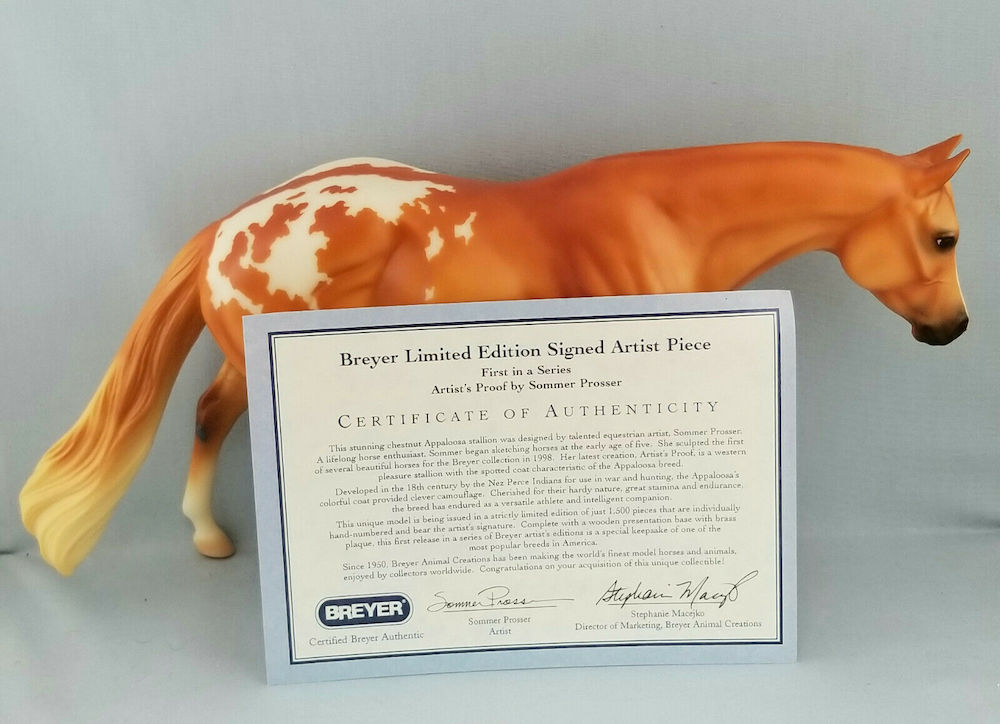 Breyer Limited Edition Signed Artist Piece
First in a Series
Artist's Proof by Sommer Prosser
CERTIFICATE OF AUTHENTICITY
This stunning chestnut Appaloosa stallion was designed by talented equestrian artist, Sommer Prosser.
A lifelong horse enthusiast, Sommer began sketching horses at the early age of five. She sculpted the first
of several beautiful horses for the Breyer collection in 1998. Her latest creation, Artist's Proof, is a western
pleasure stallion with the spotted coat characteristic of the Appaloosa breed.
Developed in the 18th century by the Nez Perce Indians for use in war and hunting, the Appaloosa's
colorful coat provided clever camouflage. Cherished for their hardy nature, great stamina and endurance,
the breed has endured as a versatile athlete and intelligent companion.
This unique model is being issued in a strictly limited edition of just 1,500 pieces that are individually
hand-numbered and bear the artist's signature. Complete with a wooden presentation base with brass
plaque, this first release in a series of Breyer artist's editions is a special keepsake of one of the
most popular breeds in America.
Since 1950, Breyer Animal Creations has been making the world's finest model horses and animals,
enjoyed by collectors worldwide. Congratulations on your acquisition of this unique collectible!
BREYER®
Certified Breyer Authentic
Sommer Prosser
Sommer Prosser
Artist
Stephanie Macejko
Stephanie Macejko
Director of Marketing, Breyer Animal Creations